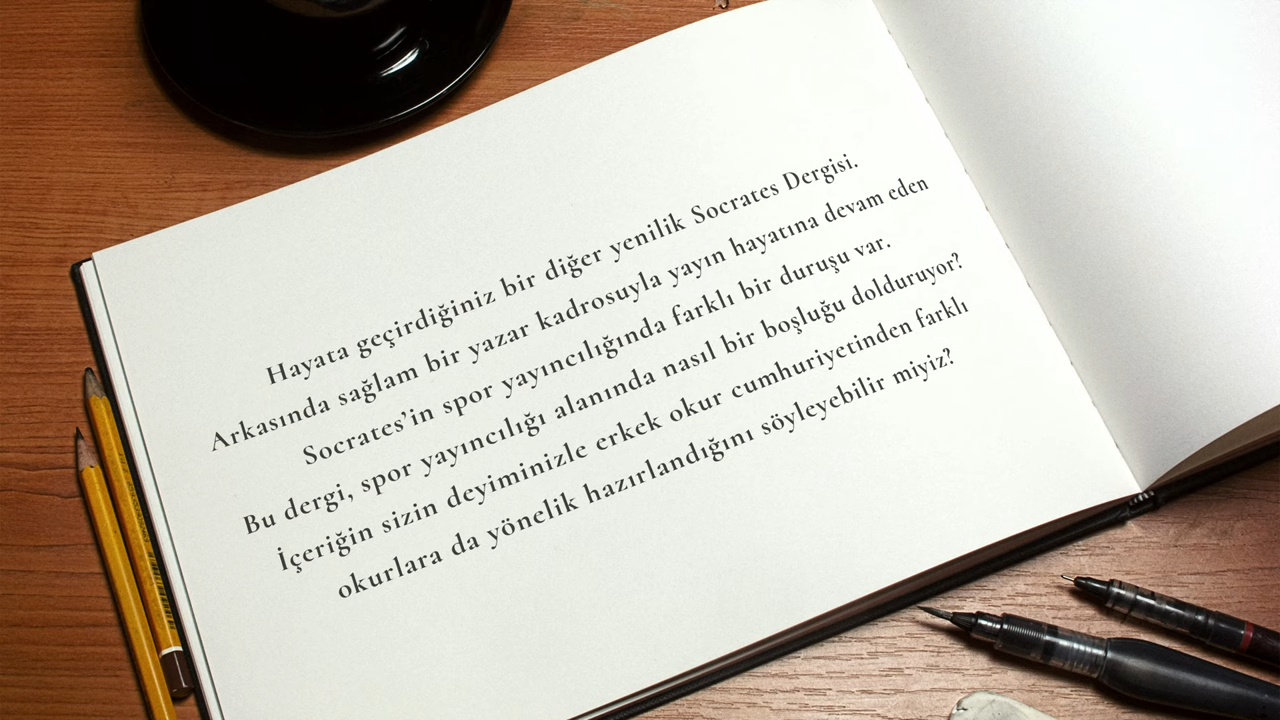 Hayata geçirdiğiniz bir diğer yenilik Socrates Dergisi.
Arkasında sağlam bir yazar kadrosuyla yayın hayatına devam eden
Socrates'in spor yayıncılığında farklı bir duruşu var.
Bu dergi, spor yayıncılığı alanında nasıl bir boşluğu dolduruyor?
İçeriğin sizin deyiminizle erkek okur cumhuriyetinden farklı
okurlara da yönelik hazırlandığını söyleyebilir miyiz?